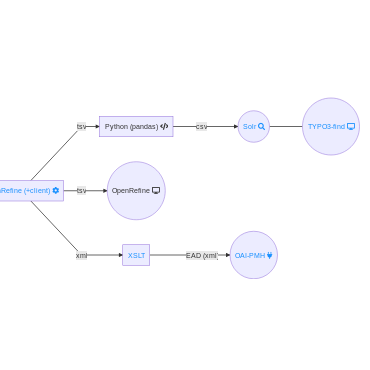 tsv
Python (pandas)
csv
Solr
TYPO3-find
Refine (+client)
tsv
OpenRefine
xml
XSLT
EAD (xml)
OAI-PMH